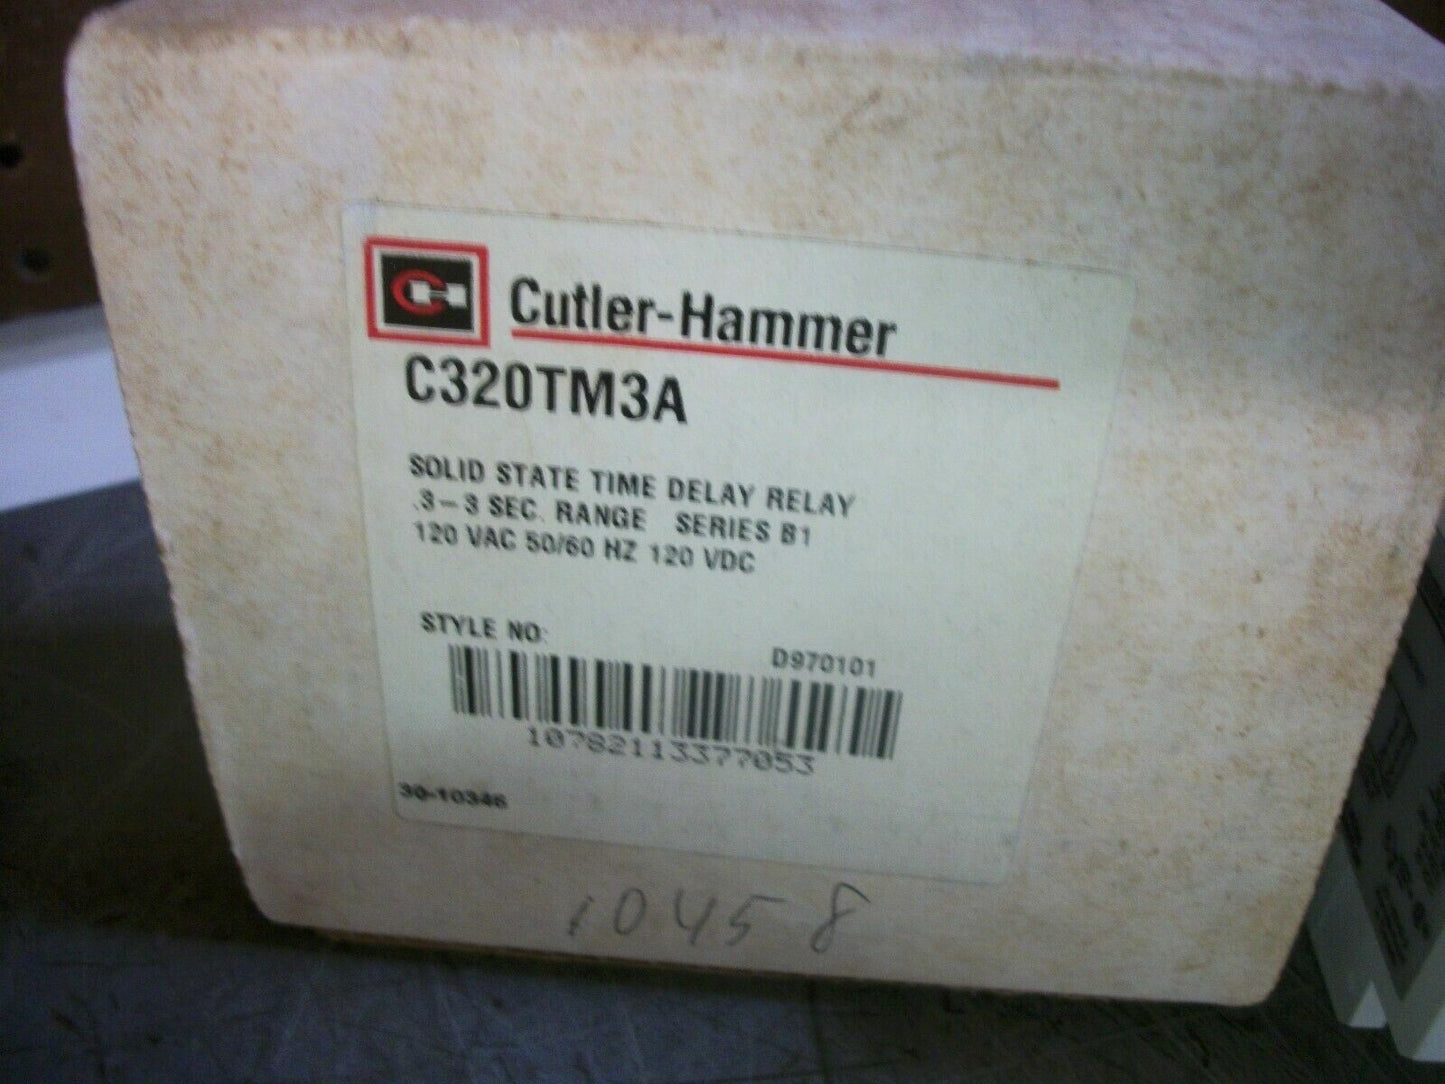 CH Cutler-Hammer
C320TM3A
SOLID STATE TIME DELAY RELAY
.3-3 SEC. RANGE SERIES B1
120 VAC 50/60 HZ 120 VDC
STYLE NO:
D970101
10782113377053
30-10346
10458